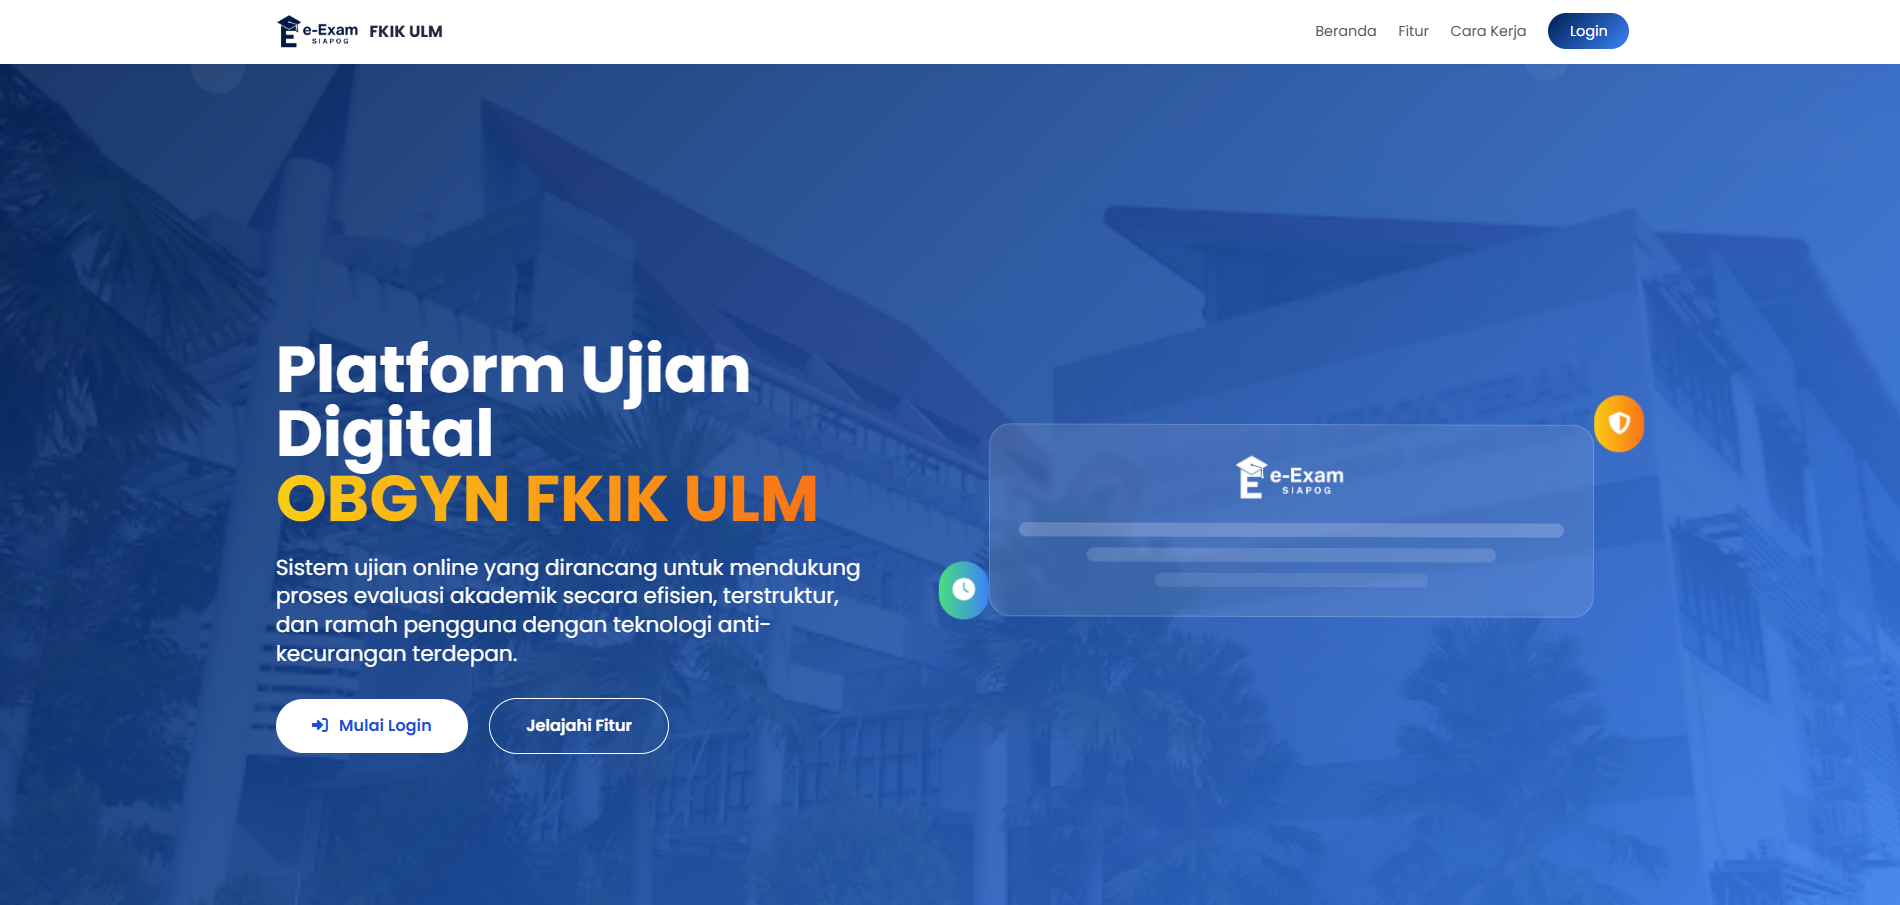 e-Exam
SIAPOG
FKIK ULM
Beranda
Fitur
Cara Kerja
Login
Platform Ujian
Digital
OBGYN FKIK ULM
Sistem ujian online yang dirancang untuk mendukung
proses evaluasi akademik secara efisien, terstruktur,
dan ramah pengguna dengan teknologi anti-
kecurangan terdepan.
Mulai Login
Jelajahi Fitur
e-Exam
SIAPOG